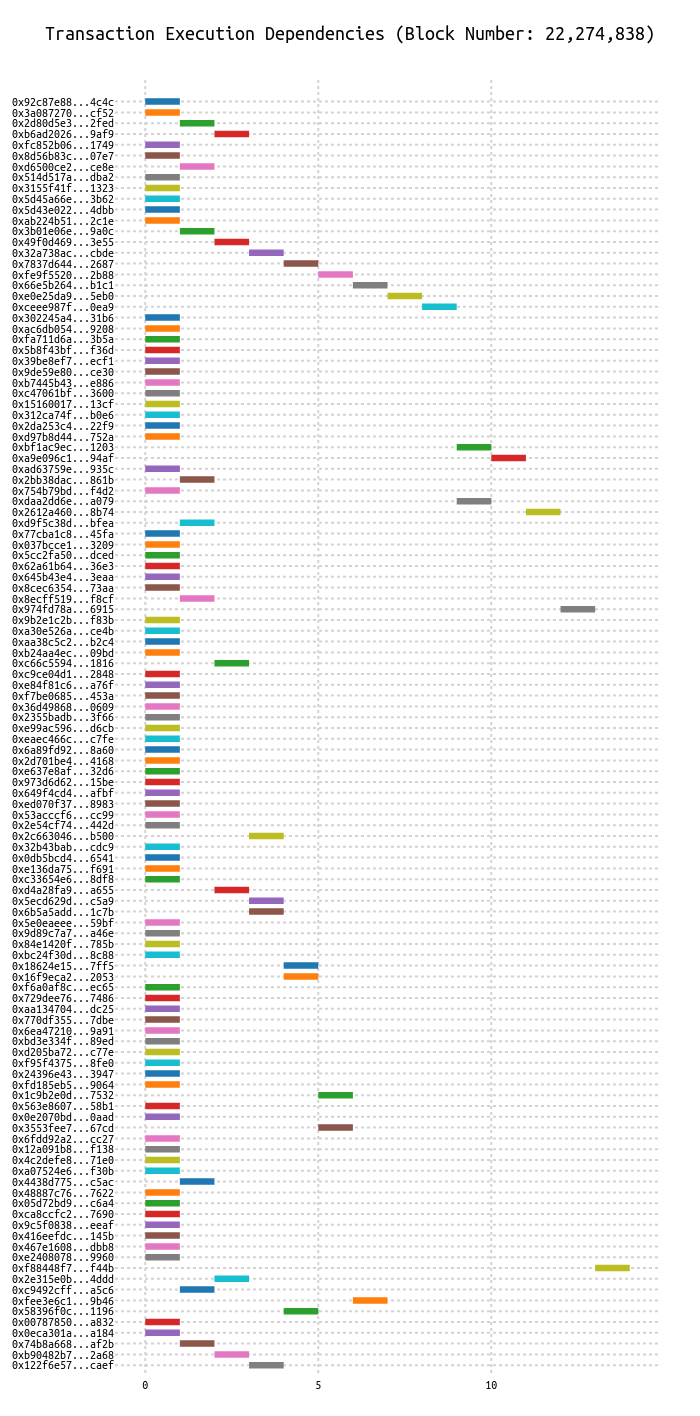 Transaction Execution Dependencies (Block Number: 22,274,838)
0x92c87e88...4c4c
0x3a087270...cf52
0x2d80d5e3...2fed
0xb6ad2026...9af9
0xfc852b06...1749
0x8d56b83c...07e7
0xd6500ce2...ce8e
0x514d517a...dba2
0x3155f41f...1323
0x5d45a66e...3b62
0x5d43e022...4dbb
0xab224b51...2c1e
0x3b01e06e...9a0c
0x49f0d469...3e55
0x32a738ac...cbde
0x7837d644...2687
0xfe9f5520...2b88
0x66e5b264...b1c1
0xe0e25da9...5eb0
0xceee987f...0ea9
0x302245a4...31b6
0xac6db054...9208
0xfa711d6a...3b5a
0x5b8f43bf...f36d
0x39be8ef7...ecf1
0x9de59e80...ce30
0xb7445b43...e886
0xc47061bf...3600
0x15160017...13cf
0x312ca74f...b0e6
0x2da253c4...22f9
0xd97b8d44...752a
0xbf1ac9ec...1203
0xa9e096c1...94af
0xad63759e...935c
0x2bb38dac...861b
0x754b79bd...f4d2
0xdaa2dd6e...a079
0x2612a460...8b74
0xd9f5c38d...bfea
0x77cba1c8...45fa
0x037bcce1...3209
0x5cc2fa50...dced
0x62a61b64...36e3
0x645b43e4...3eaa
0x8cec6354...73aa
0x8ecff519...f8cf
0x974fd78a...6915
0x9b2e1c2b...f83b
0xa30e526a...ce4b
0xaa38c5c2...b2c4
0xb24aa4ec...09bd
0xc66c5594...1816
0xc9ce04d1...2848
0xe84f81c6...a76f
0xf7be0685...453a
0x36d49868...0609
0x2355badb...3f66
0xe99ac596...d6cb
0xeaec466c...c7fe
0x6a89fd92...8a60
0x2d701be4...4168
0xe637e8af...32d6
0x973d6d62...15be
0x649f4cd4...afbf
0xed070f37...8983
0x53acccf6...cc99
0x2e54cf74...442d
0x2c663046...b500
0x32b43bab...cdc9
0x0db5bcd4...6541
0xe136da75...f691
0xc33654e6...8df8
0xd4a28fa9...a655
0x5ecd629d...c5a9
0x6b5a5add...1c7b
0x5e0eaeee...59bf
0x9d89c7a7...a46e
0x84e1420f...785b
0xbc24f30d...8c88
0x18624e15...7ff5
0x16f9eca2...2053
0xf6a0af8c...ec65
0x729dee76...7486
0xaa134704...dc25
0x770df355...7dbe
0x6ea47210...9a91
0xbd3e334f...89ed
0xd205ba72...c77e
0xf95f4375...8fe0
0x24396e43...3947
0xfd185eb5...9064
0x1c9b2e0d...7532
0x563e8607...58b1
0x0e2070bd...0aad
0x3553fee7...67cd
0x6fdd92a2...cc27
0x12a091b8...f138
0x4c2defe8...71e0
0xa07524e6...f30b
0x4438d775...c5ac
0x48887c76...7622
0x05d72bd9...c6a4
0xca8ccfc2...7690
0x9c5f0838...eeaf
0x416eefdc...145b
0x467e1608...dbb8
0xe2408078...9960
0xf88448f7...f44b
0x2e315e0b...4ddd
0xc9492cff...a5c6
0xfee3e6c1...9b46
0x58396f0c...1196
0x00787850...a832
0x0eca301a...a184
0x74b8a668...af2b
0xb90482b7...2a68
0x122f6e57...caef
0 5 10